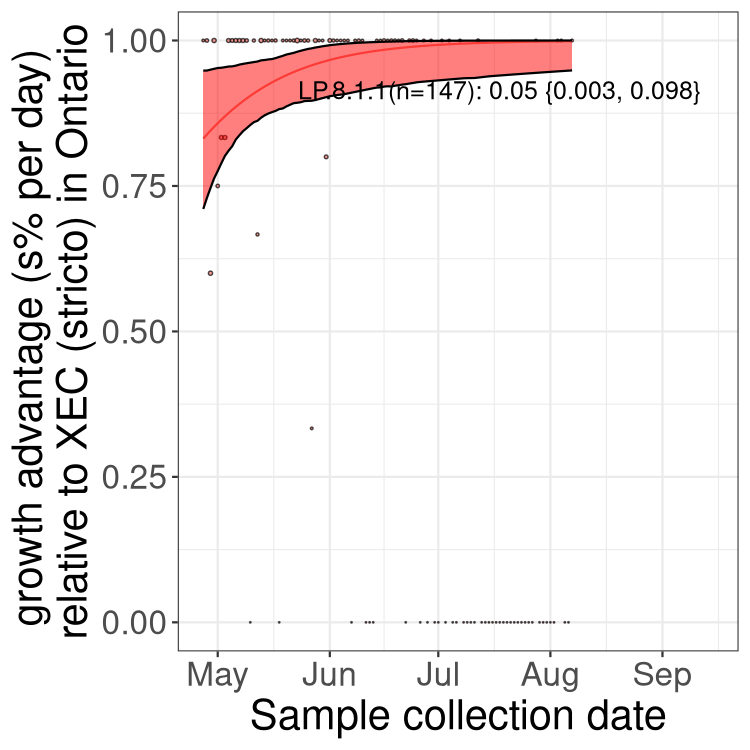 growth advantage (s% per day)
relative to XEC (stricto) in Ontario
1.00
0.75
0.50
0.25
0.00
LP.8.1.1(n=147): 0.05 {0.003, 0.098}
May Jun Jul Aug Sep
Sample collection date